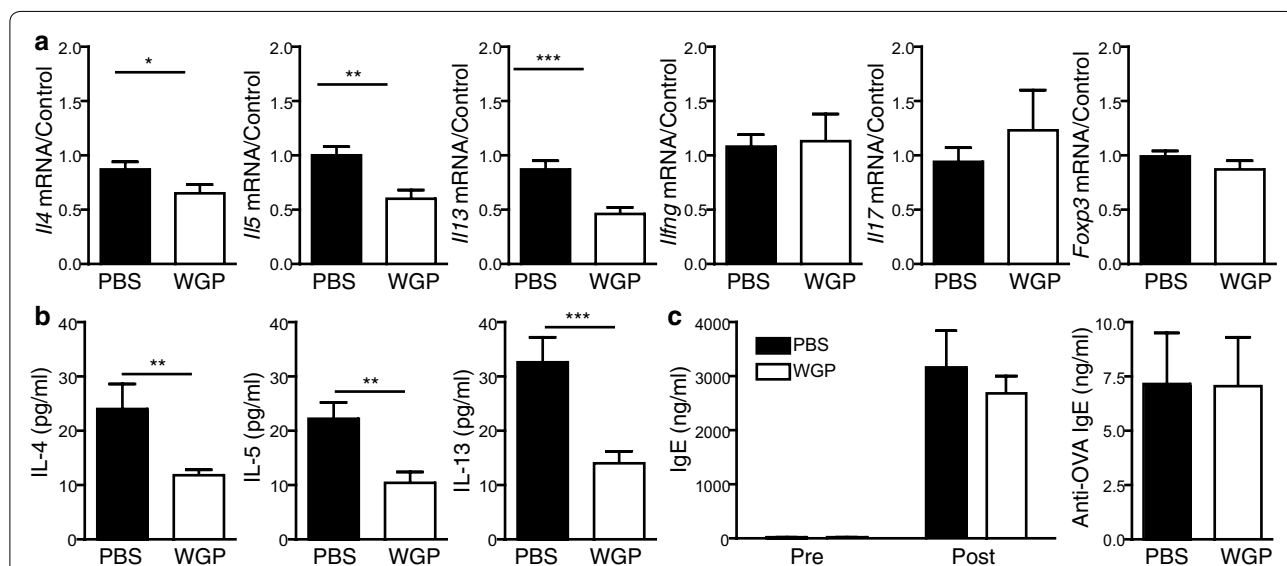 a
Il4 mRNA/Control
2.0
1.5
1.0
0.5
0.0
*
PBS WGP
Il5 mRNA/Control
2.0
1.5
1.0
0.5
0.0
**
PBS WGP
Il13 mRNA/Control
2.0
1.5
1.0
0.5
0.0
***
PBS WGP
Ilfng mRNA/Control
2.0
1.5
1.0
0.5
0.0
PBS WGP
Il17 mRNA/Control
2.0
1.5
1.0
0.5
0.0
PBS WGP
Foxp3 mRNA/Control
2.0
1.5
1.0
0.5
0.0
PBS WGP
b
IL-4 (pg/ml)
40
30
20
10
0
**
PBS WGP
IL-5 (pg/ml)
40
30
20
10
0
**
PBS WGP
IL-13 (pg/ml)
40
30
20
10
0
***
PBS WGP
c
IgE (ng/ml)
4000
3000
2000
1000
0
PBS
WGP
Pre Post
Anti-OVA IgE (ng/ml)
10.0
7.5
5.0
2.5
0.0
PBS WGP